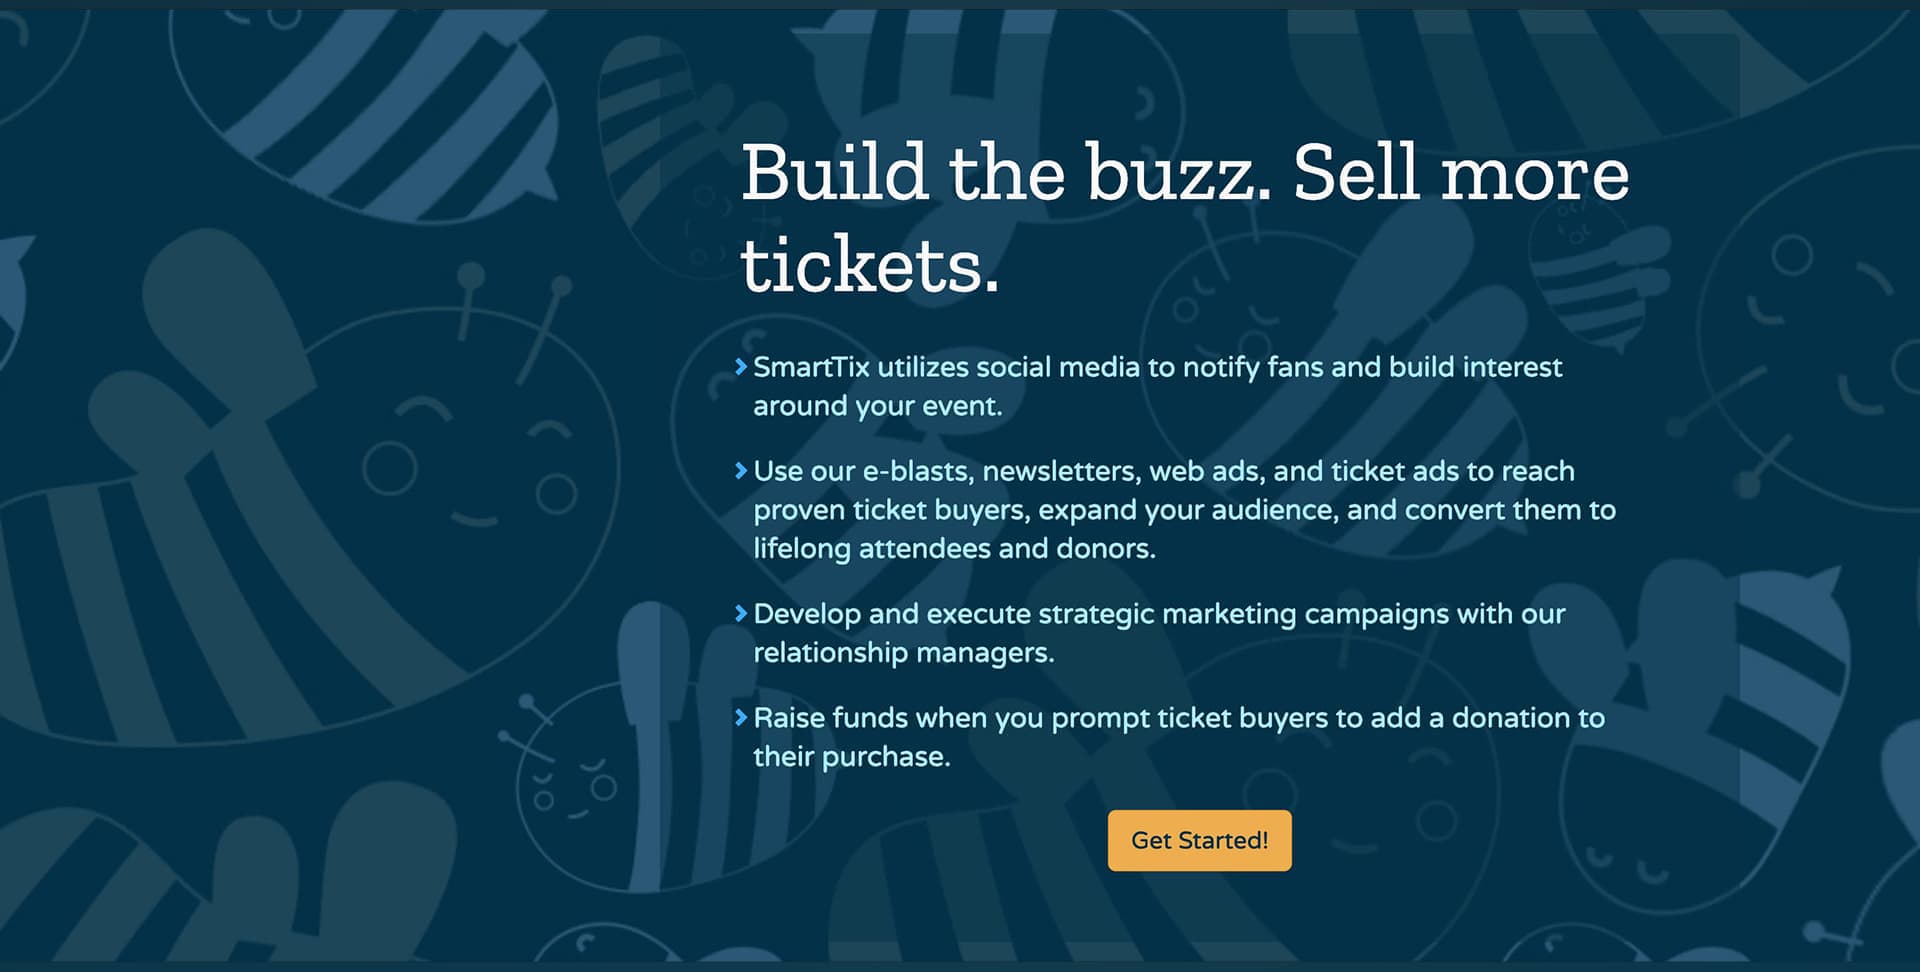 Build the buzz. Sell more
tickets.
SmartTix utilizes social media to notify fans and build interest
around your event.
Use our e-blasts, newsletters, web ads, and ticket ads to reach
proven ticket buyers, expand your audience, and convert them to
lifelong attendees and donors.
Develop and execute strategic marketing campaigns with our
relationship managers.
Raise funds when you prompt ticket buyers to add a donation to
their purchase.
Get Started!